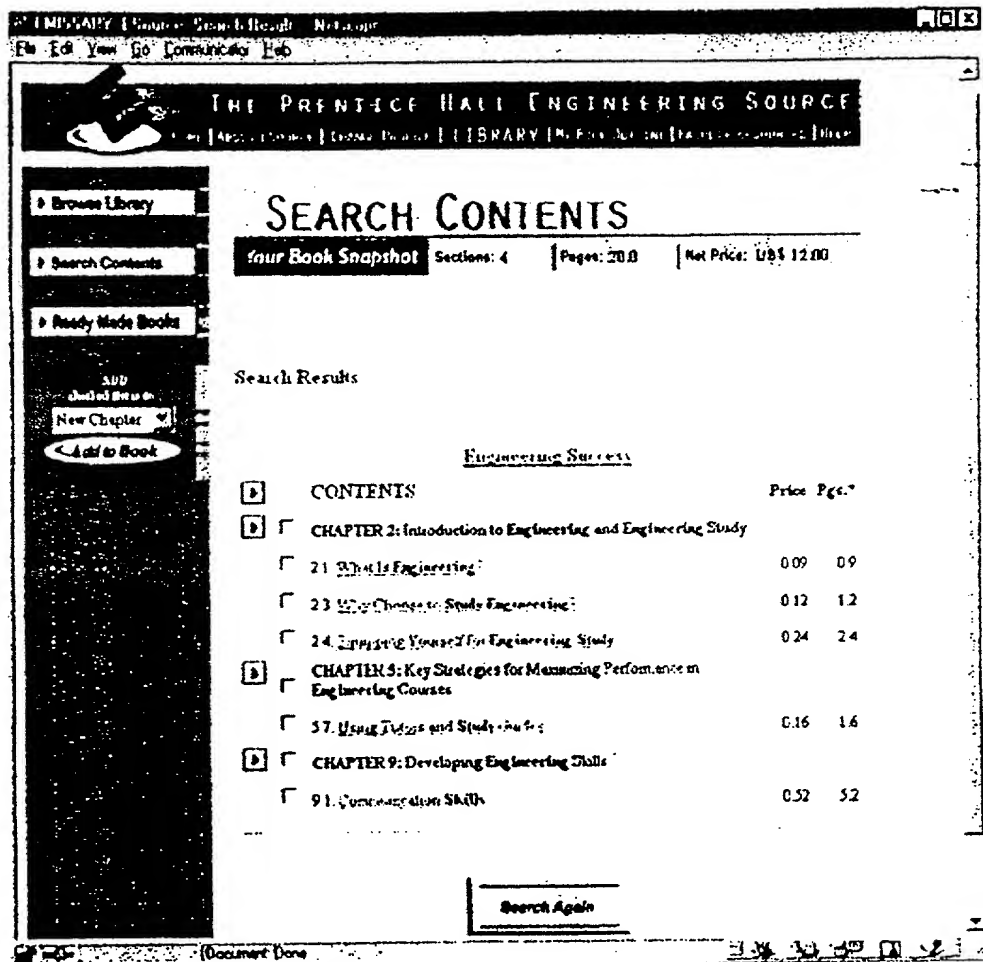 EMISSARY E Source: Search Result - Netscape
File Edit View Go Communicator Help
THE PRENTICE HALL ENGINEERING SOURCE
LIBRARY
Browse Library
Search Contents
Ready Made Books
ADD
New Chapter
Add to Book
SEARCH CONTENTS
Your Book Snapshot Sections: 4 Pages: 20.0 Net Price: US$ 12.00
Search Results
Engineering Success
CONTENTS Price Pgs.*
CHAPTER 2: Introduction to Engineering and Engineering Study
2.1. What Is Engineering? 0.09 0.9
2.3. Why Choose to Study Engineering? 0.12 1.2
2.4. Yourself for Engineering Study 0.24 2.4
CHAPTER 5: Key Strategies for Maximizing Performance in
Engineering Courses
5.7. Using Tutors and 0.16 1.6
CHAPTER 9: Developing Engineering Skills
9.1. Communication Skills 0.52 5.2
Search Again
Document Done